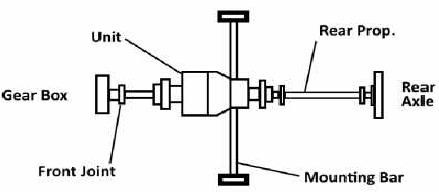 Unit
Rear Prop.
Gear Box
Rear
Axle
Front Joint
Mounting Bar